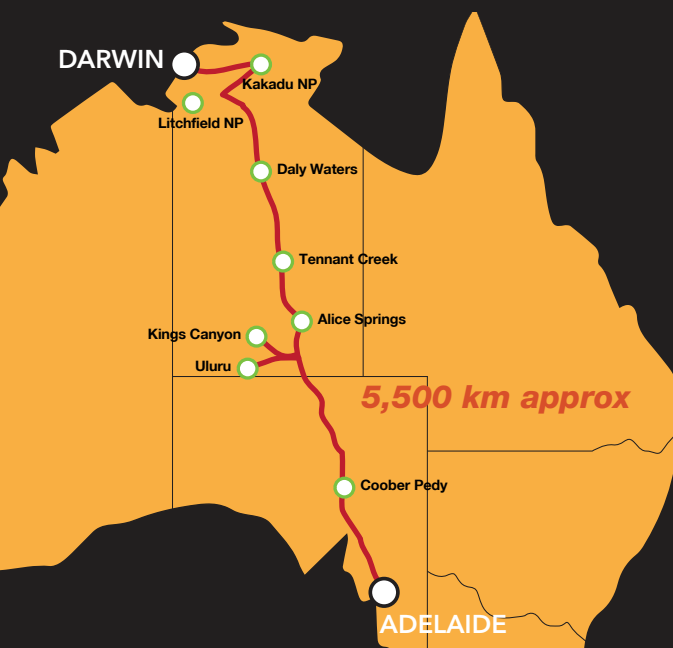 DARWIN
Kakadu NP
Litchfield NP
Daly Waters
Tennant Creek
Alice Springs
Kings Canyon
Uluru
5,500 km approx
Coober Pedy
ADELAIDE